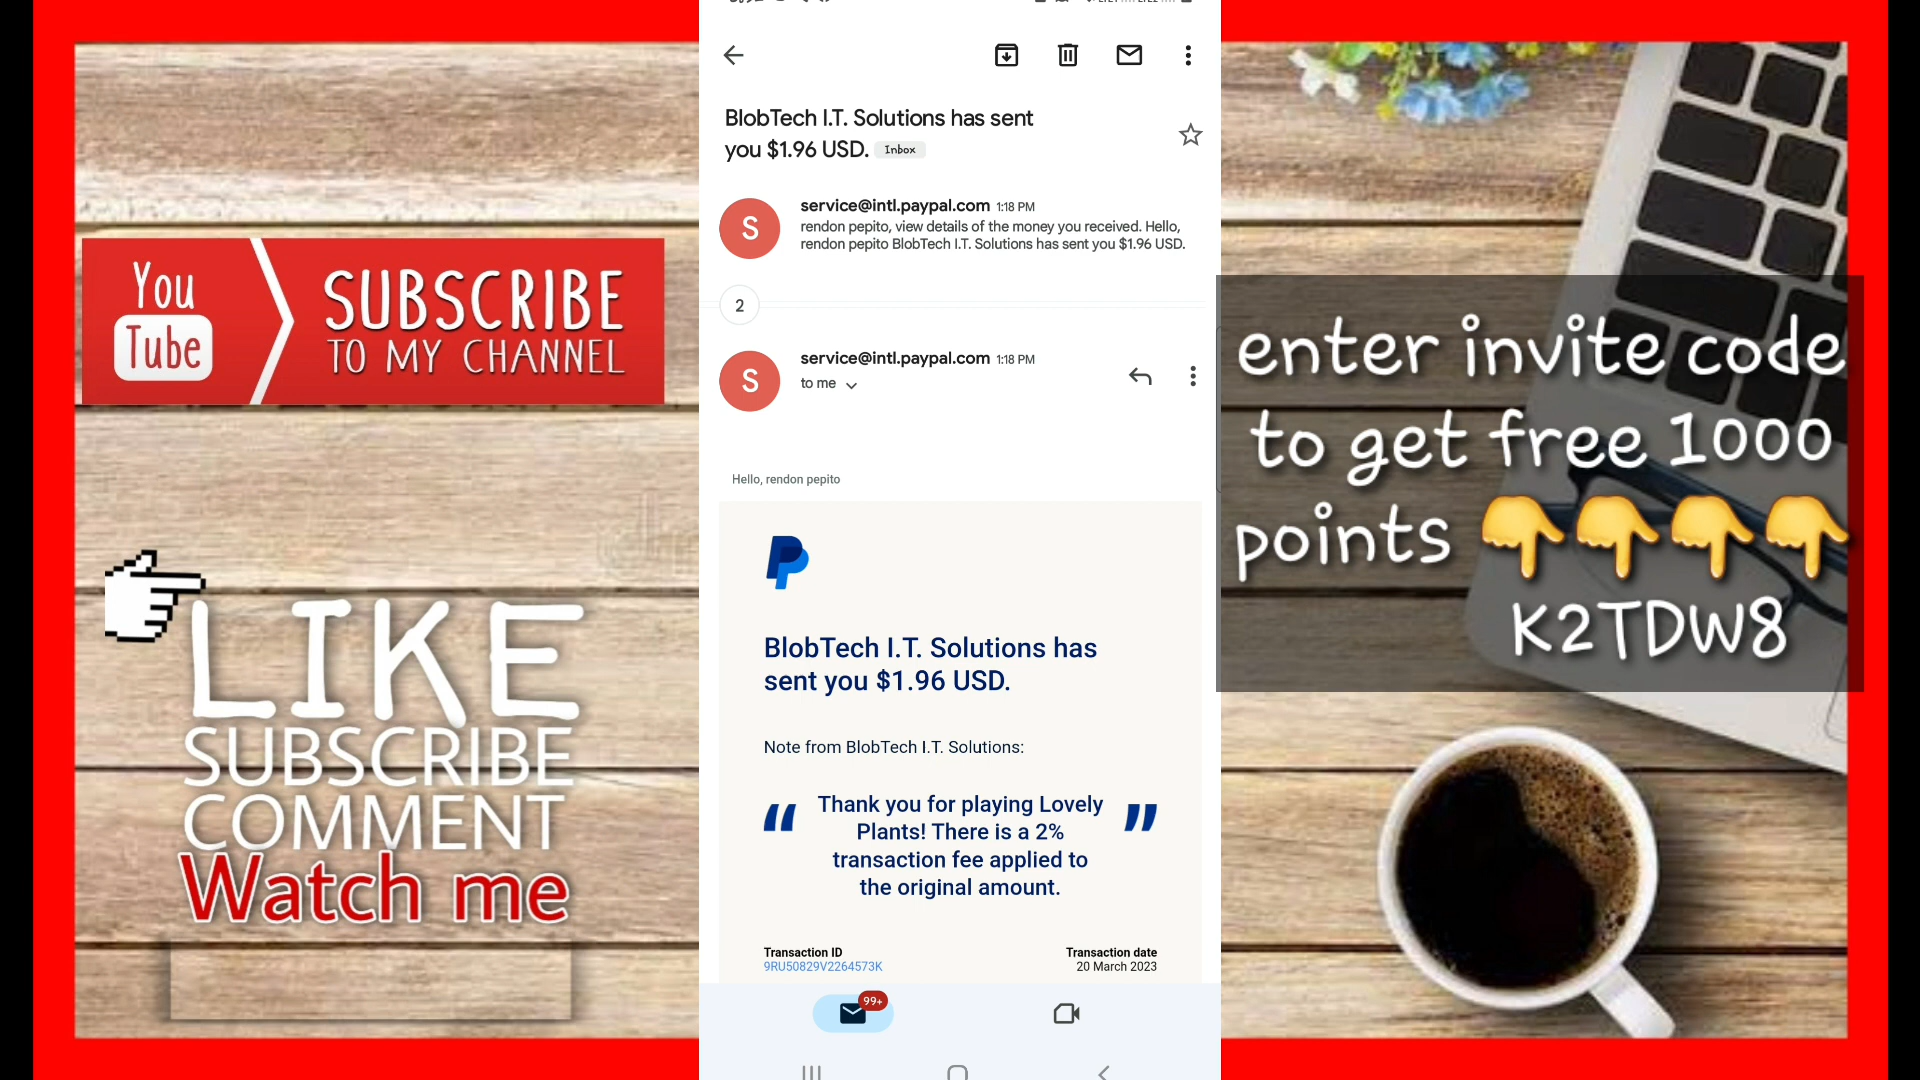 You
Tube
SUBSCRIBE
TO MY CHANNEL
LIKE
SUBSCRIBE
COMMENT
Watch me
BlobTech I.T. Solutions has sent
you $1.96 USD. Inbox
S
service@intl.paypal.com 1:18 PM
rendon pepito, view details of the money you received. Hello,
rendon pepito BlobTech I.T. Solutions has sent you $1.96 USD.
2
S
service@intl.paypal.com 1:18 PM
to me
Hello, rendon pepito
BlobTech I.T. Solutions has
sent you $1.96 USD.
Note from BlobTech I.T. Solutions:
“ Thank you for playing Lovely ”
Plants! There is a 2%
transaction fee applied to
the original amount.
Transaction ID
9RU50829V2264573K
Transaction date
20 March 2023
99+
enter invite code
to get free 1000
points 👇👇👇👇
K2TDW8